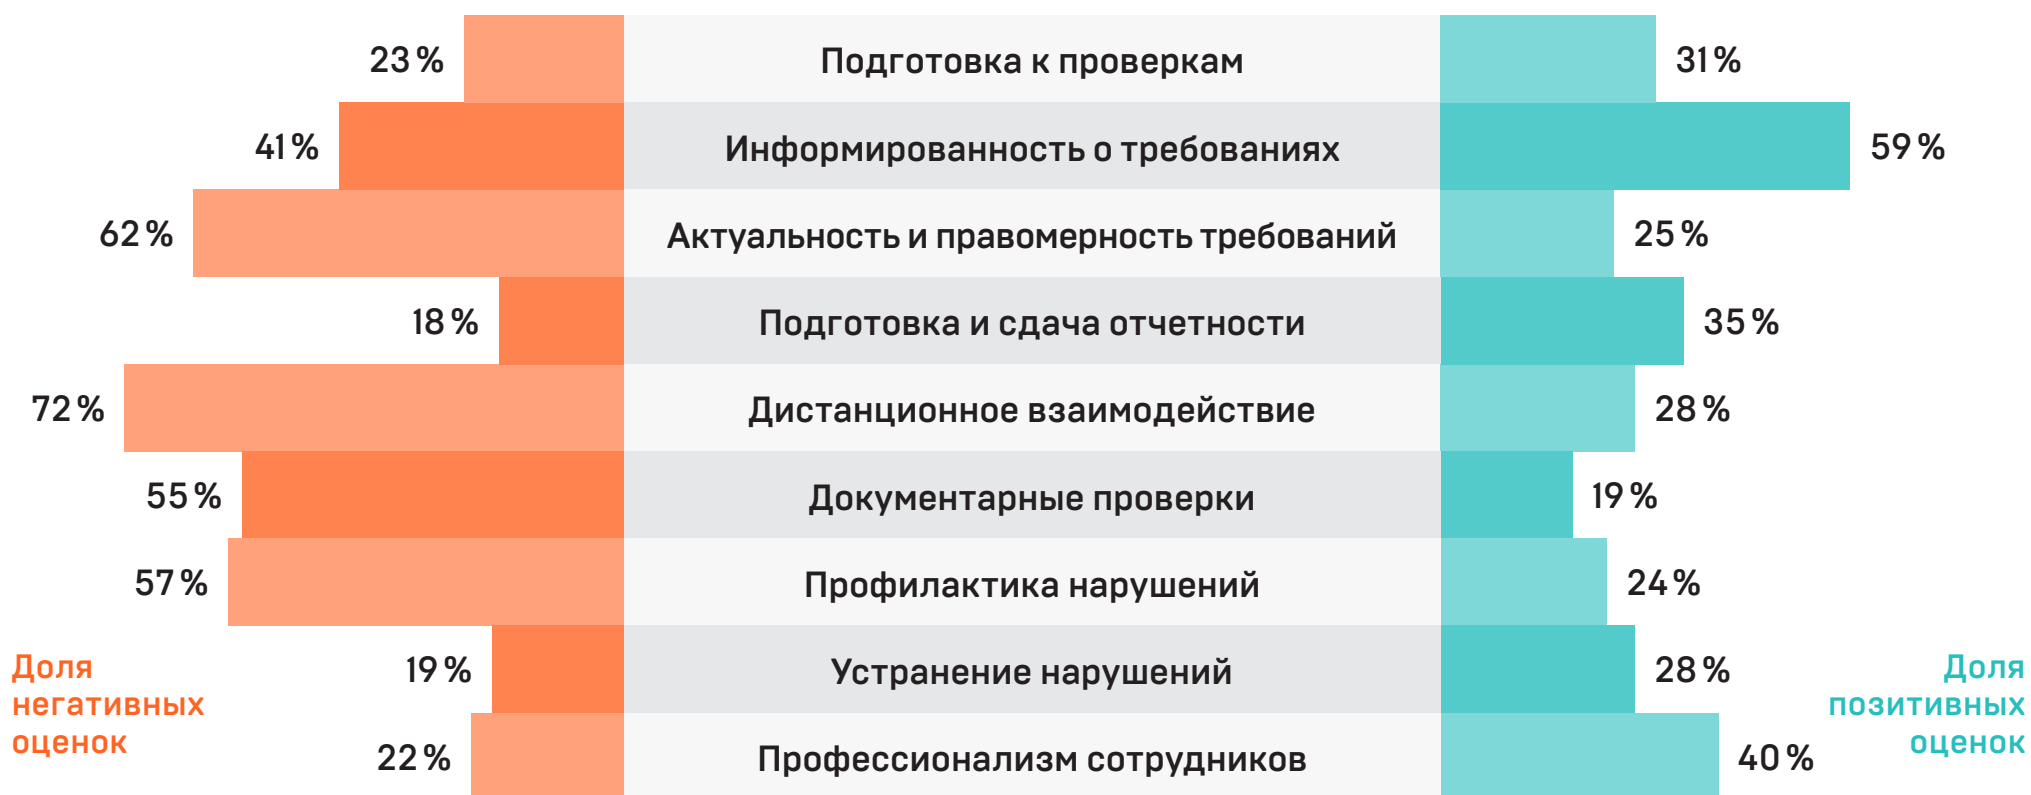 23 % Подготовка к проверкам 31 %
41 % Информированность о требованиях 59 %
62 % Актуальность и правомерность требований 25 %
18 % Подготовка и сдача отчетности 35 %
72 % Дистанционное взаимодействие 28 %
55 % Документарные проверки 19 %
57 % Профилактика нарушений 24 %
19 % Устранение нарушений 28 %
22 % Профессионализм сотрудников 40 %
Доля
негативных
оценок
Доля
позитивных
оценок